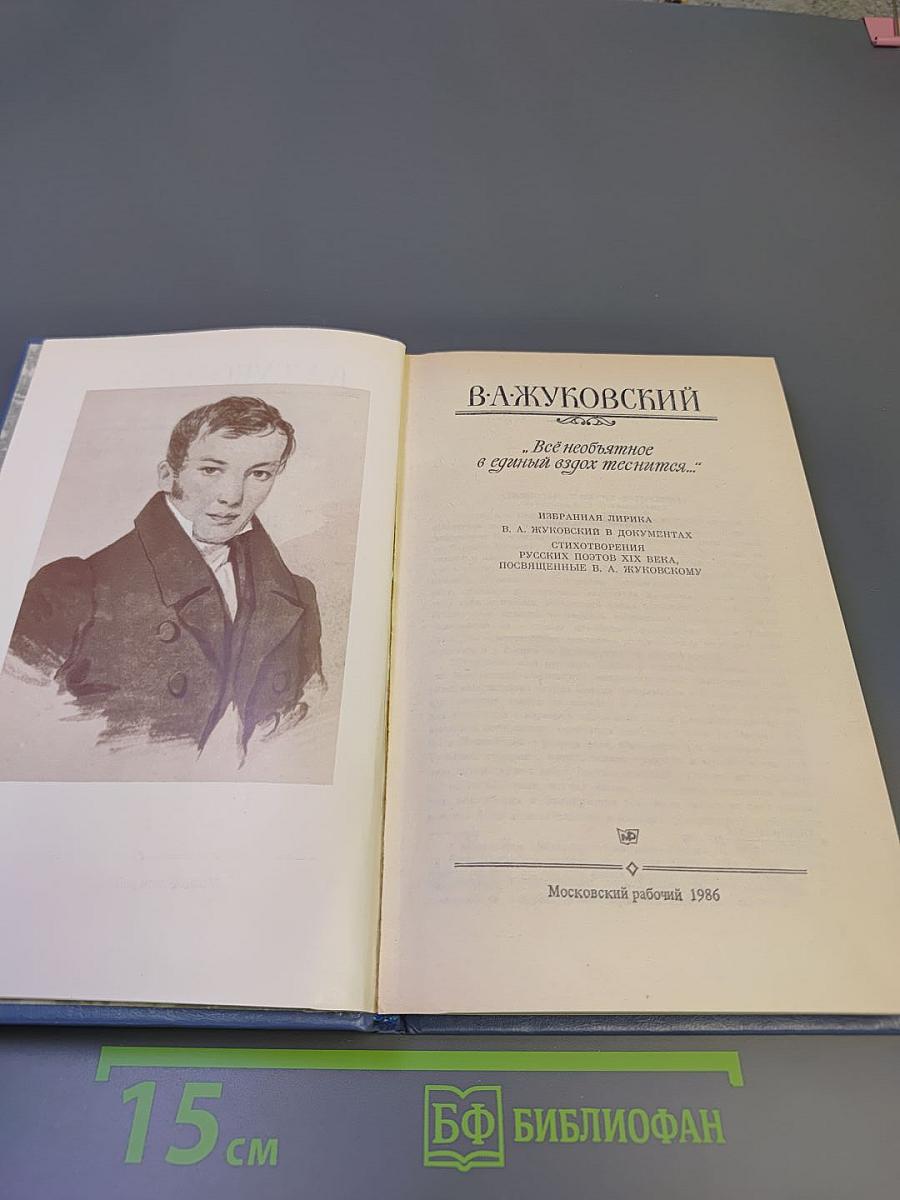 В·А·ЖУКОВСКИЙ
„Всё необъятное
в единый вздох теснится..."
ИЗБРАННАЯ ЛИРИКА
В. А. ЖУКОВСКИЙ В ДОКУМЕНТАХ
СТИХОТВОРЕНИЯ
РУССКИХ ПОЭТОВ XIX ВЕКА,
ПОСВЯЩЕННЫЕ В. А. ЖУКОВСКОМУ
МР
Московский рабочий 1986
15 см
БФ БИБЛИОФАН